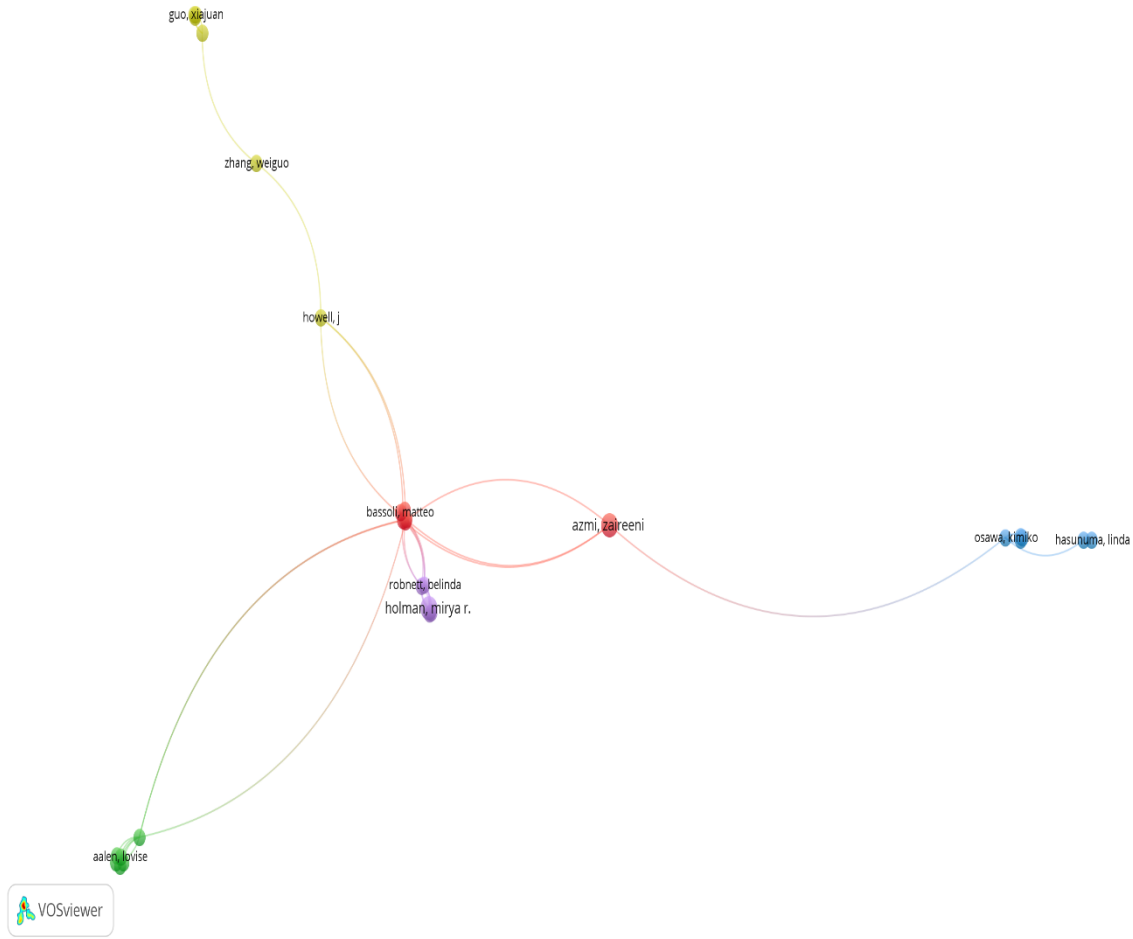 guo, xiajuan
zhang, weiguo
howell, j
bassoli, matteo
azmi, zaireeni
osawa, kimiko
hasunuma, linda
robnett, belinda
holman, mirya r.
aalen, lovise
VOSviewer